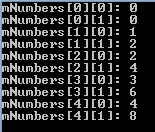 mNumbers[0][0]: 0
mNumbers[0][1]: 0
mNumbers[1][0]: 1
mNumbers[1][1]: 2
mNumbers[2][0]: 2
mNumbers[2][1]: 4
mNumbers[3][0]: 3
mNumbers[3][1]: 6
mNumbers[4][0]: 4
mNumbers[4][1]: 8